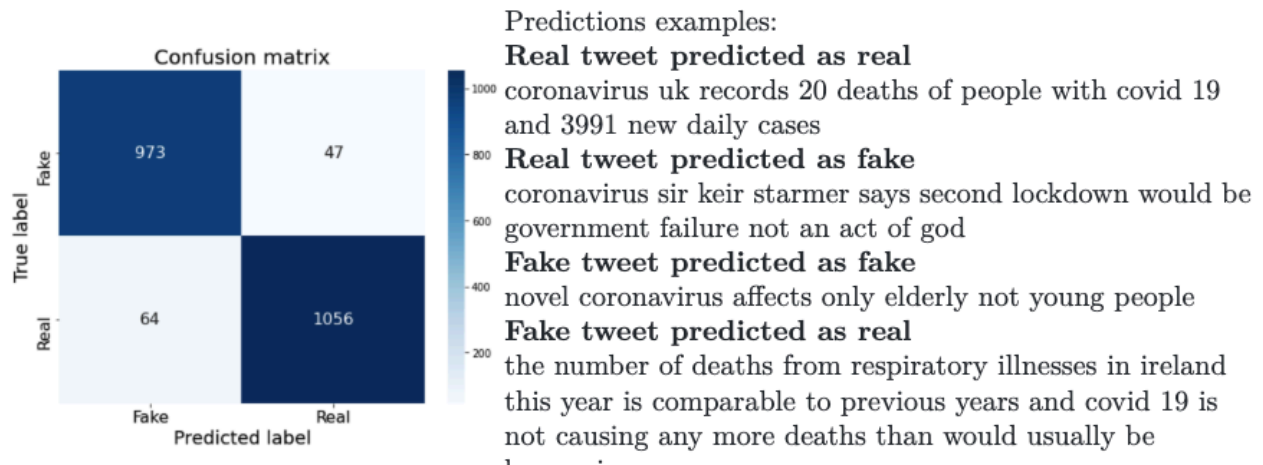 Confusion matrix
973
47
64
1056
True label
Fake
Real
Fake
Real
Predicted label
1000
800
600
400
200
Predictions examples:
Real tweet predicted as real
coronavirus uk records 20 deaths of people with covid 19
and 3991 new daily cases
Real tweet predicted as fake
coronavirus sir keir starmer says second lockdown would be
government failure not an act of god
Fake tweet predicted as fake
novel coronavirus affects only elderly not young people
Fake tweet predicted as real
the number of deaths from respiratory illnesses in ireland
this year is comparable to previous years and covid 19 is
not causing any more deaths than would usually be